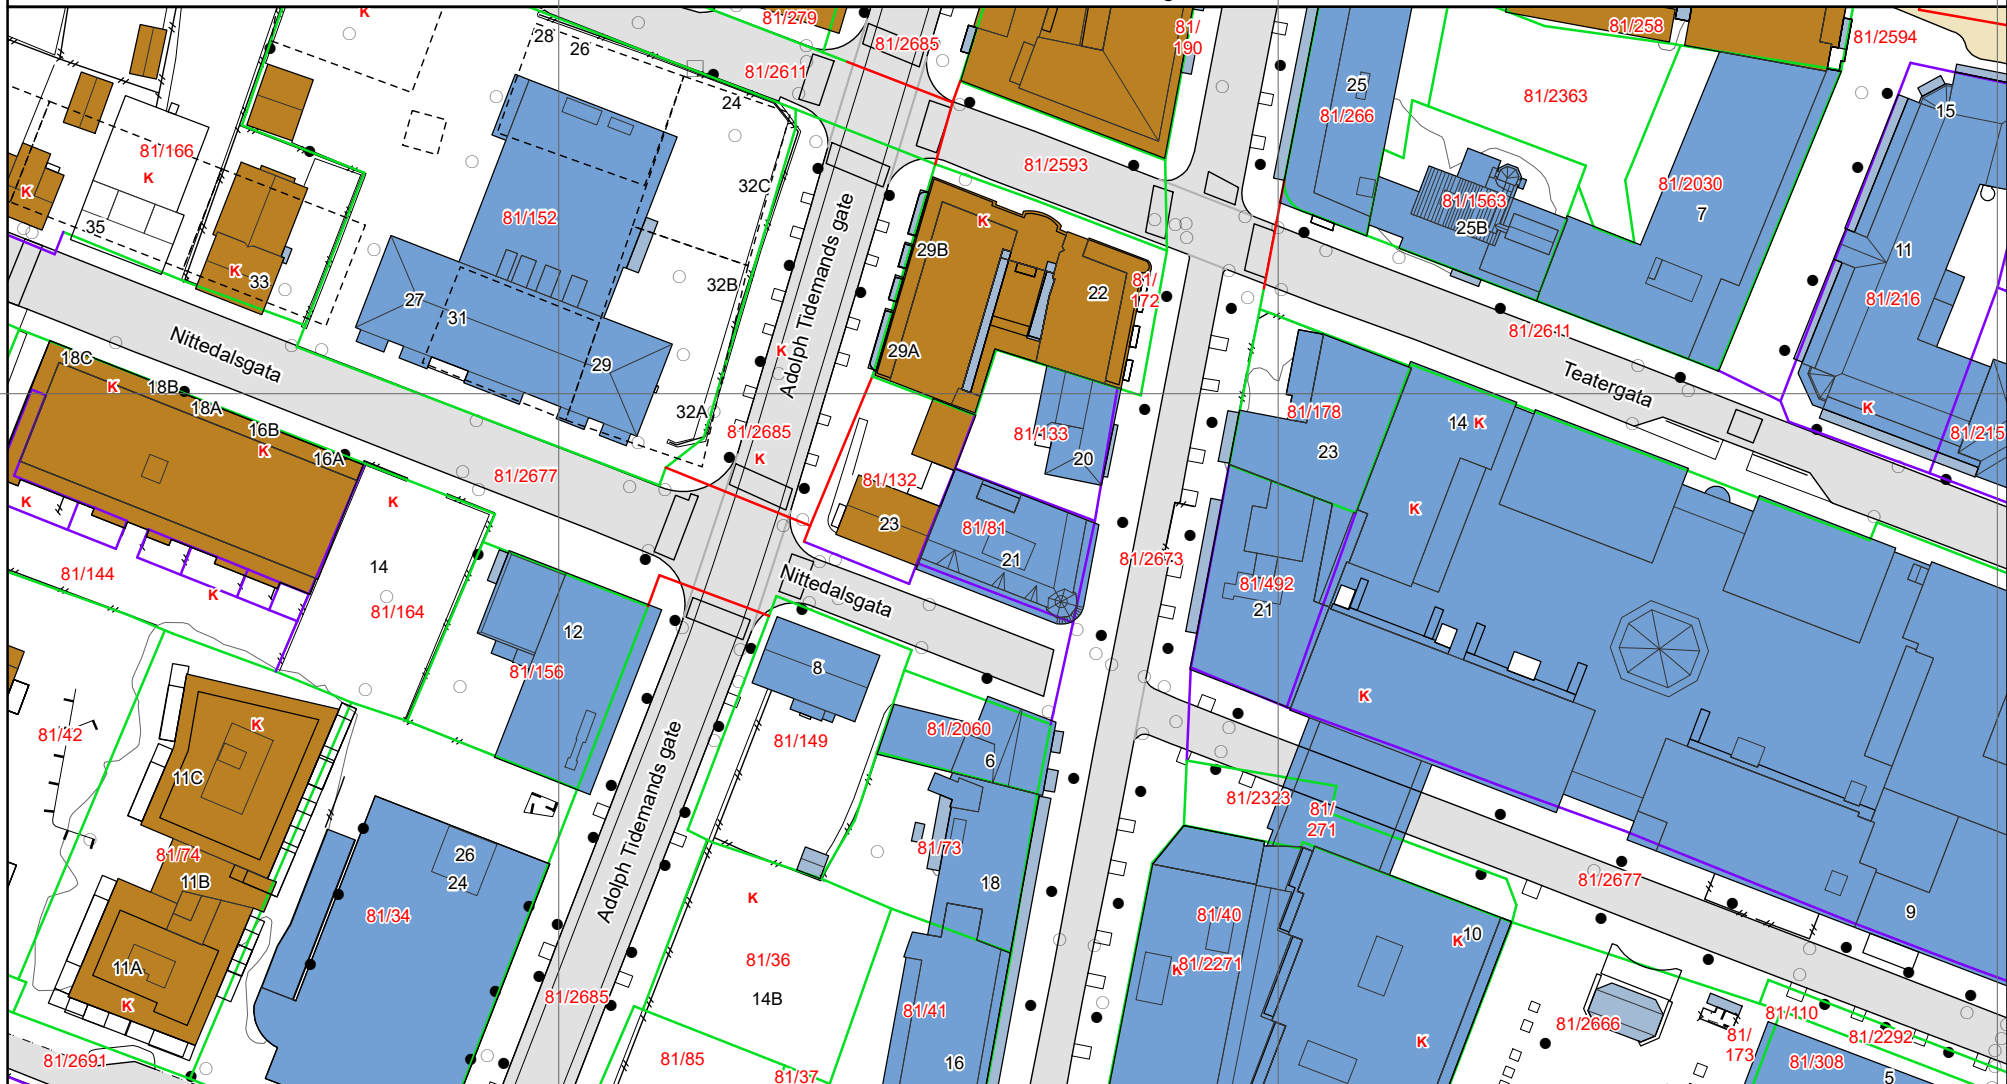 K
81/279
81/2685
81/
190
81/258
81/2594
28
26
81/2611
24
25
81/266
81/2363
15
81/166
K
K
81/152
32C
81/2593
81/2030
7
81/1563
25B
35
K
29B
11
33
K
32B
22
81/
172
81/216
27
31
Adolph Tidemands gate
81/2611
Nittedalsgata
K
29A
Teatergata
18C
K
18B
18A
29
32A
81/178
14 K
K
16B
K
16A
81/2685
K
81/133
20
23
81/215
81/2677
81/132
K
K
23
81/81
21
K
81/2673
81/144
K
14
81/164
Nittedalsgata
81/492
21
12
81/156
8
K
K
81/42
11C
81/149
81/2060
6
81/2323
81/
271
Adolph Tidemands gate
81/74
11B
26
24
81/34
81/73
18
81/2677
K
81/40
9
K 10
K81/2271
11A
K
81/36
14B
81/2685
81/41
81/2666
81/110
81/2292
81/
173
K
81/2691
81/85
81/37
16
81/308
5